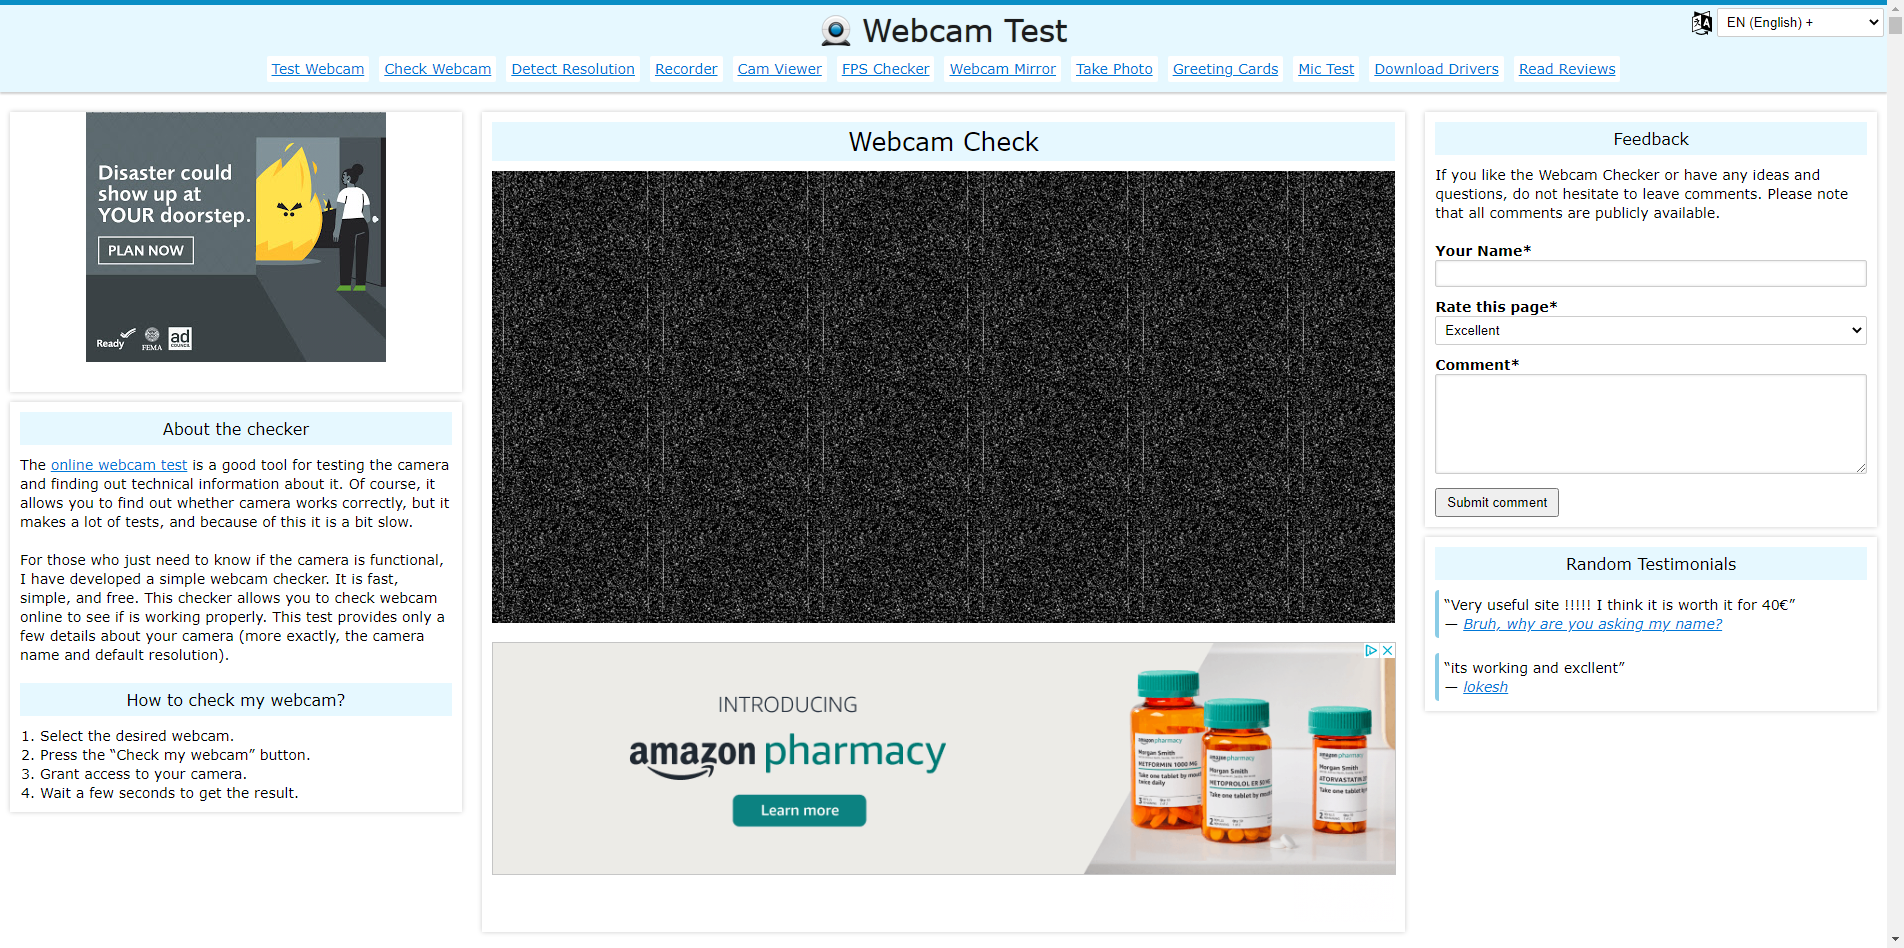 Webcam Test
EN (English) +
Test Webcam
Check Webcam
Detect Resolution
Recorder
Cam Viewer
FPS Checker
Webcam Mirror
Take Photo
Greeting Cards
Mic Test
Download Drivers
Read Reviews
Disaster could
show up at
YOUR doorstep.
PLAN NOW
Ready
FEMA
ad
COUNCIL
About the checker
The online webcam test is a good tool for testing the camera
and finding out technical information about it. Of course, it
allows you to find out whether camera works correctly, but it
makes a lot of tests, and because of this it is a bit slow.
For those who just need to know if the camera is functional,
I have developed a simple webcam checker. It is fast,
simple, and free. This checker allows you to check webcam
online to see if is working properly. This test provides only a
few details about your camera (more exactly, the camera
name and default resolution).
How to check my webcam?
1. Select the desired webcam.
2. Press the “Check my webcam” button.
3. Grant access to your camera.
4. Wait a few seconds to get the result.
Webcam Check
INTRODUCING
amazon pharmacy
Learn more
amazon pharmacy
Morgan Smith
METFORMIN 1000 MG
Take one tablet by mou
twice daily
amazon pharmacy
Morgan Smith
METOPROLOL ER 50 MG
Take one tablet by mou
amazon pharmacy
Morgan Smith
ATORVASTATIN 2
Take one tablet by
Feedback
If you like the Webcam Checker or have any ideas and
questions, do not hesitate to leave comments. Please note
that all comments are publicly available.
Your Name*
Rate this page*
Excellent
Comment*
Submit comment
Random Testimonials
“Very useful site !!!!! I think it is worth it for 40€”
— Bruh, why are you asking my name?
“its working and excllent”
— lokesh